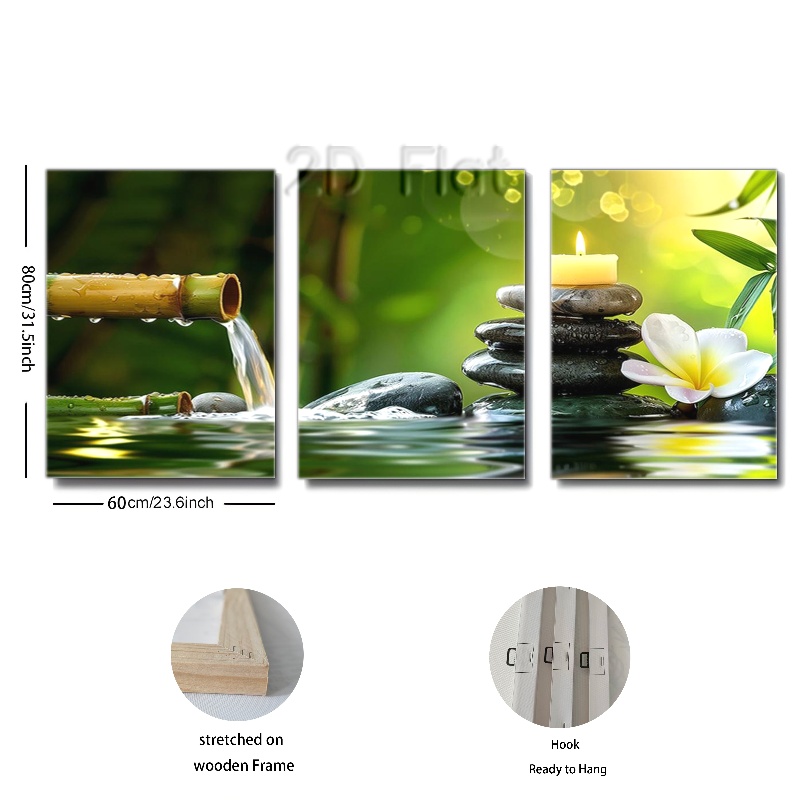 2D Flat
80cm/31.5inch
60cm/23.6inch
stretched on
wooden Frame
Hook
Ready to Hang